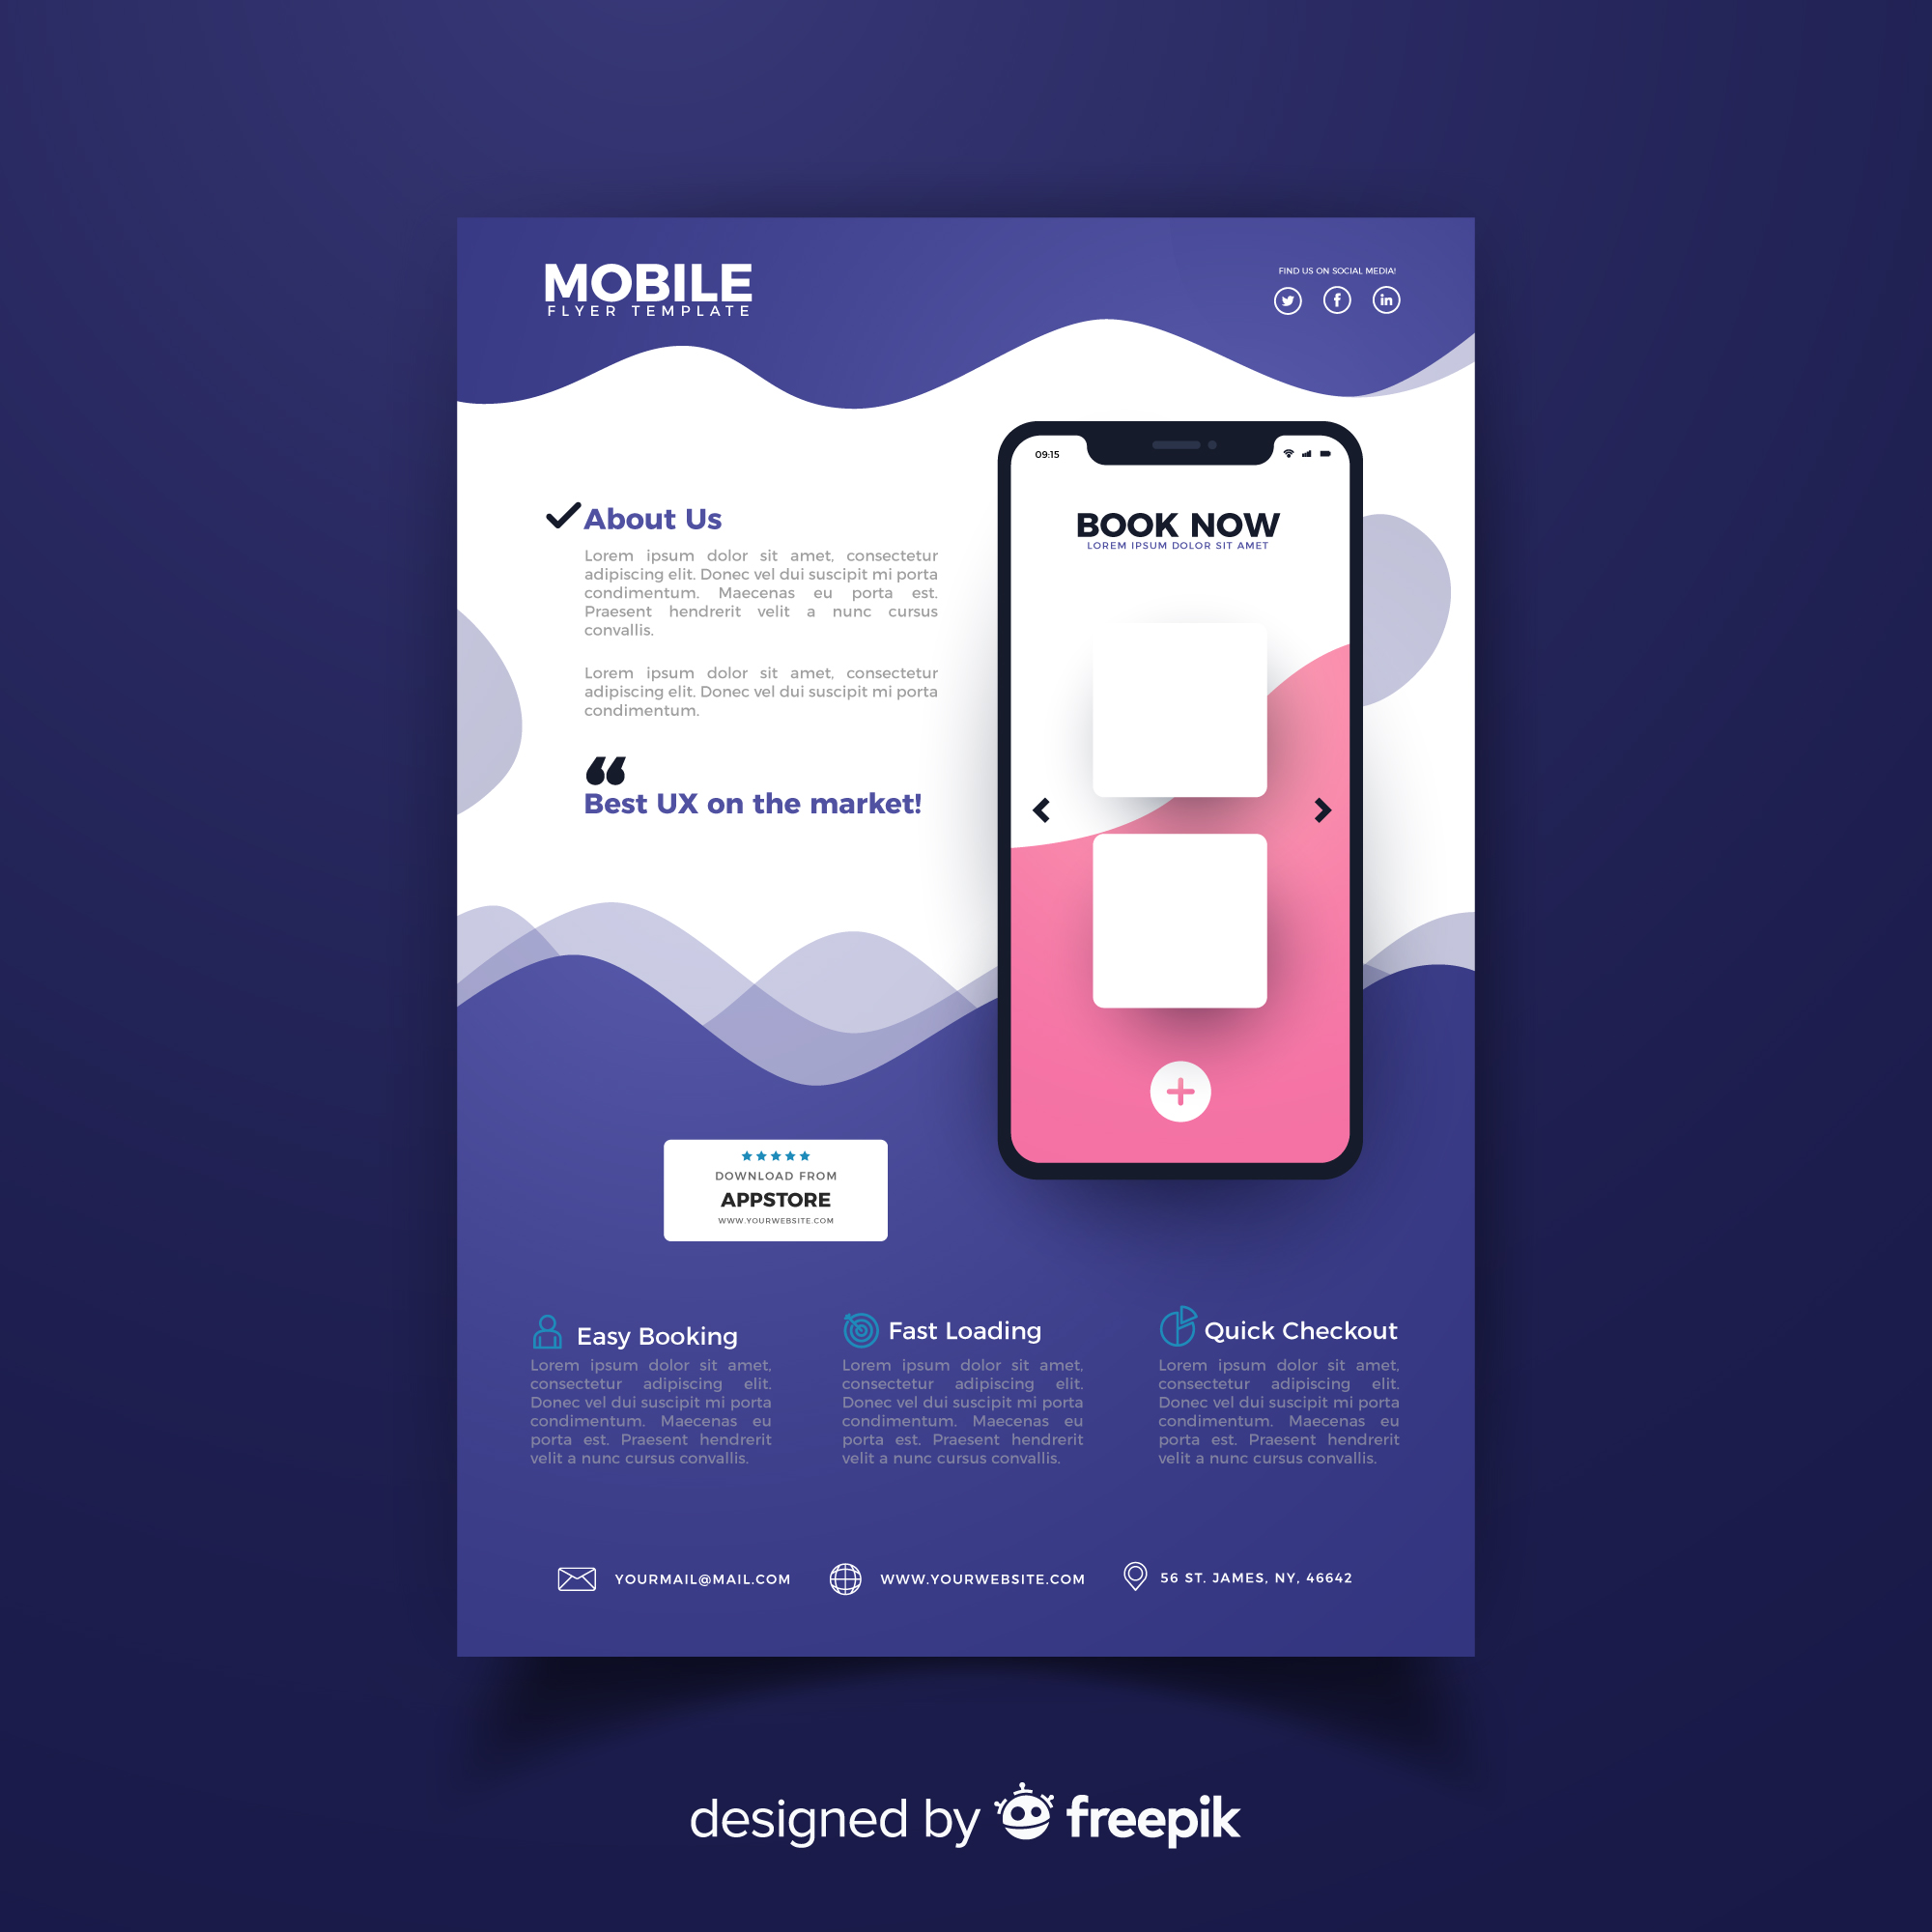 MOBILE
FLYER TEMPLATE
FIND US ON SOCIAL MEDIA!
About Us
Lorem ipsum dolor sit amet, consectetur
adipiscing elit. Donec vel dui suscipit mi porta
condimentum. Maecenas eu porta est.
Praesent hendrerit velit a nunc cursus
convallis.
Lorem ipsum dolor sit amet, consectetur
adipiscing elit. Donec vel dui suscipit mi porta
condimentum.
“
Best UX on the market!
09:15
BOOK NOW
LOREM IPSUM DOLOR SIT AMET
DOWNLOAD FROM
APPSTORE
WWW.YOURWEBSITE.COM
Easy Booking
Lorem ipsum dolor sit amet,
consectetur adipiscing elit.
Donec vel dui suscipit mi porta
condimentum. Maecenas eu
porta est. Praesent hendrerit
velit a nunc cursus convallis.
Fast Loading
Lorem ipsum dolor sit amet,
consectetur adipiscing elit.
Donec vel dui suscipit mi porta
condimentum. Maecenas eu
porta est. Praesent hendrerit
velit a nunc cursus convallis.
Quick Checkout
Lorem ipsum dolor sit amet,
consectetur adipiscing elit.
Donec vel dui suscipit mi porta
condimentum. Maecenas eu
porta est. Praesent hendrerit
velit a nunc cursus convallis.
YOURMAIL@MAIL.COM
WWW.YOURWEBSITE.COM
56 ST. JAMES, NY, 46642
designed by freepik